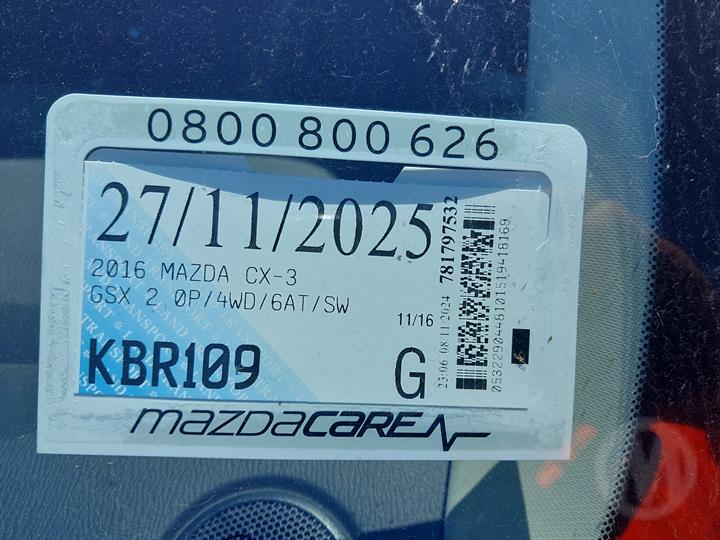 0800 800 626
27/11/2025
2016 MAZDA CX-3
GSX 2 0P/4WD/6AT/SW
11/16
KBR109
G
23:06 08 11 2024
781797532
mazdacare